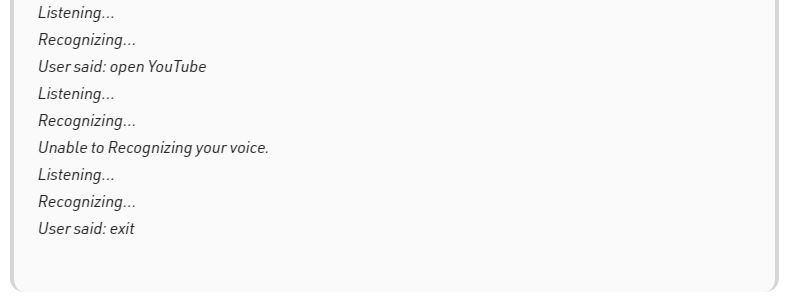 Listening...
Recognizing...
User said: open YouTube
Listening...
Recognizing...
Unable to Recognizing your voice.
Listening...
Recognizing...
User said: exit